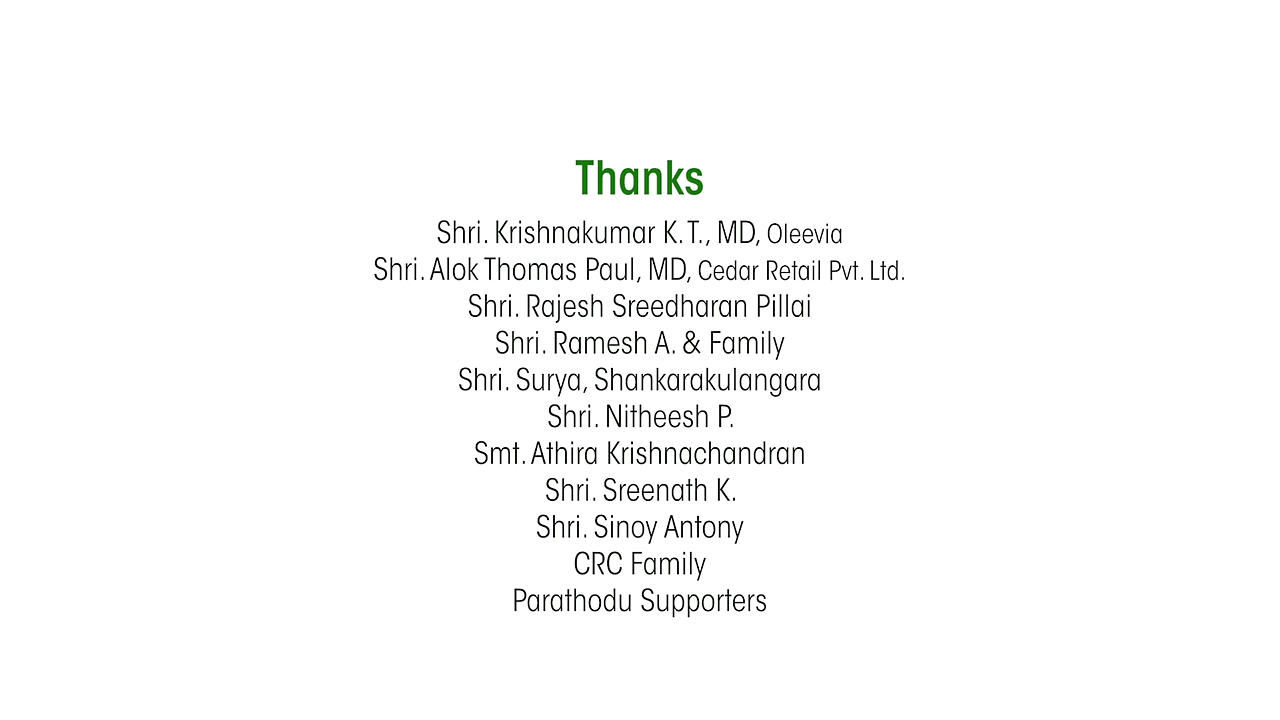 Thanks
Shri. Krishnakumar K.T., MD, Oleevia
Shri. Alok Thomas Paul, MD, Cedar Retail Pvt. Ltd.
Shri. Rajesh Sreedharan Pillai
Shri. Ramesh A. & Family
Shri. Surya, Shankarakulangara
Shri. Nitheesh P.
Smt. Athira Krishnachandran
Shri. Sreenath K.
Shri. Sinoy Antony
CRC Family
Parathodu Supporters